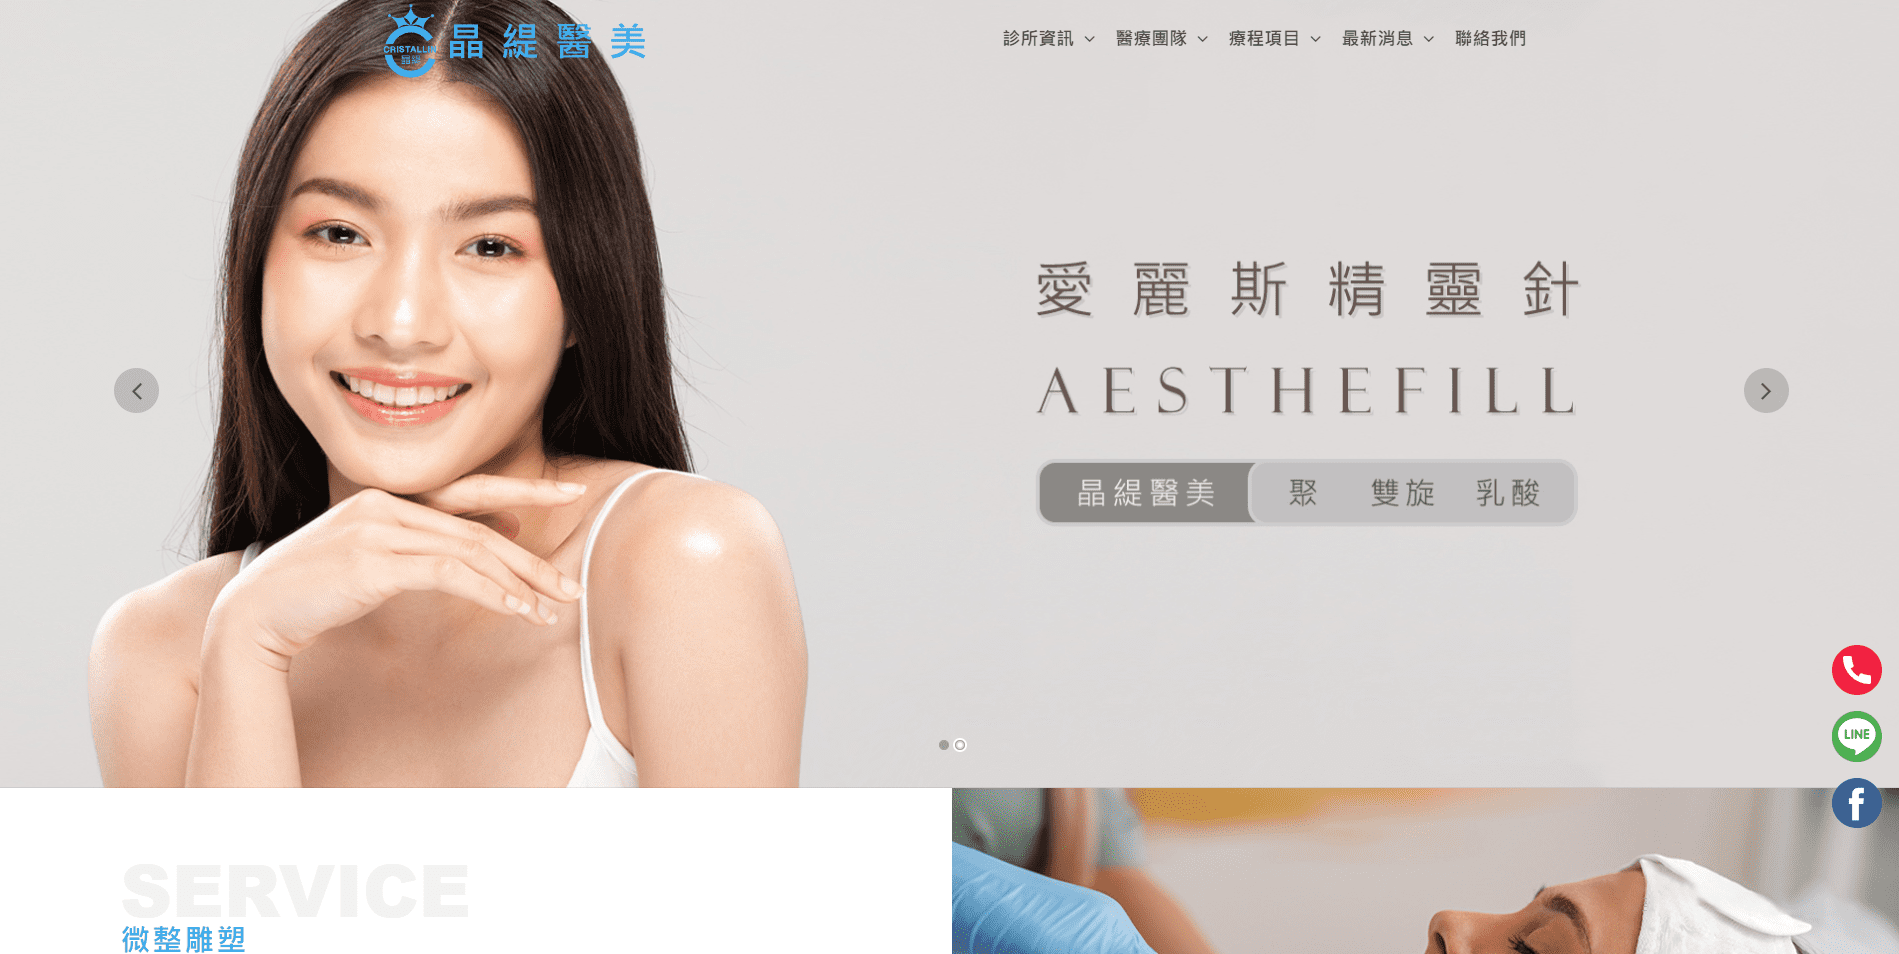 CRISTALLIN
晶緹
晶緹醫美
診所資訊 醫療團隊 療程項目 最新消息 聯絡我們
愛麗斯精靈針
AESTHEFILL
晶緹醫美 聚 雙旋 乳酸
LINE
SERVICE
微整雕塑